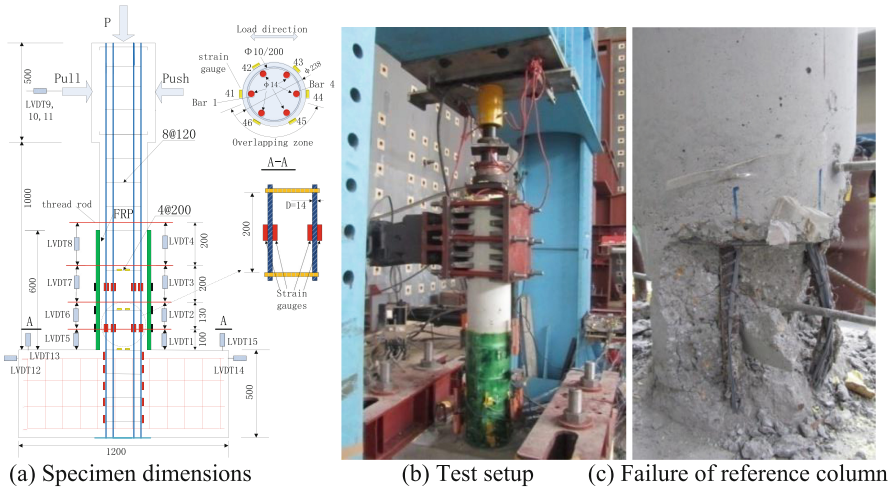 P
Load direction
Φ10/200
Φ238
strain
gauge
42
43
Φ14
Bar 4
41
44
Bar 1
46
45
Overlapping zone
500
Pull
Push
LVDT9,
10, 11
8@120
A-A
1000
thread rod
FRP
4@200
D=14
200
LVDT8
LVDT4
200
600
LVDT7
LVDT3
200
Strain
gauges
LVDT6
LVDT2
130
A
A
LVDT5
LVDT1
100
LVDT13
LVDT15
LVDT12
LVDT14
500
1200
(a) Specimen dimensions
(b) Test setup
(c) Failure of reference column